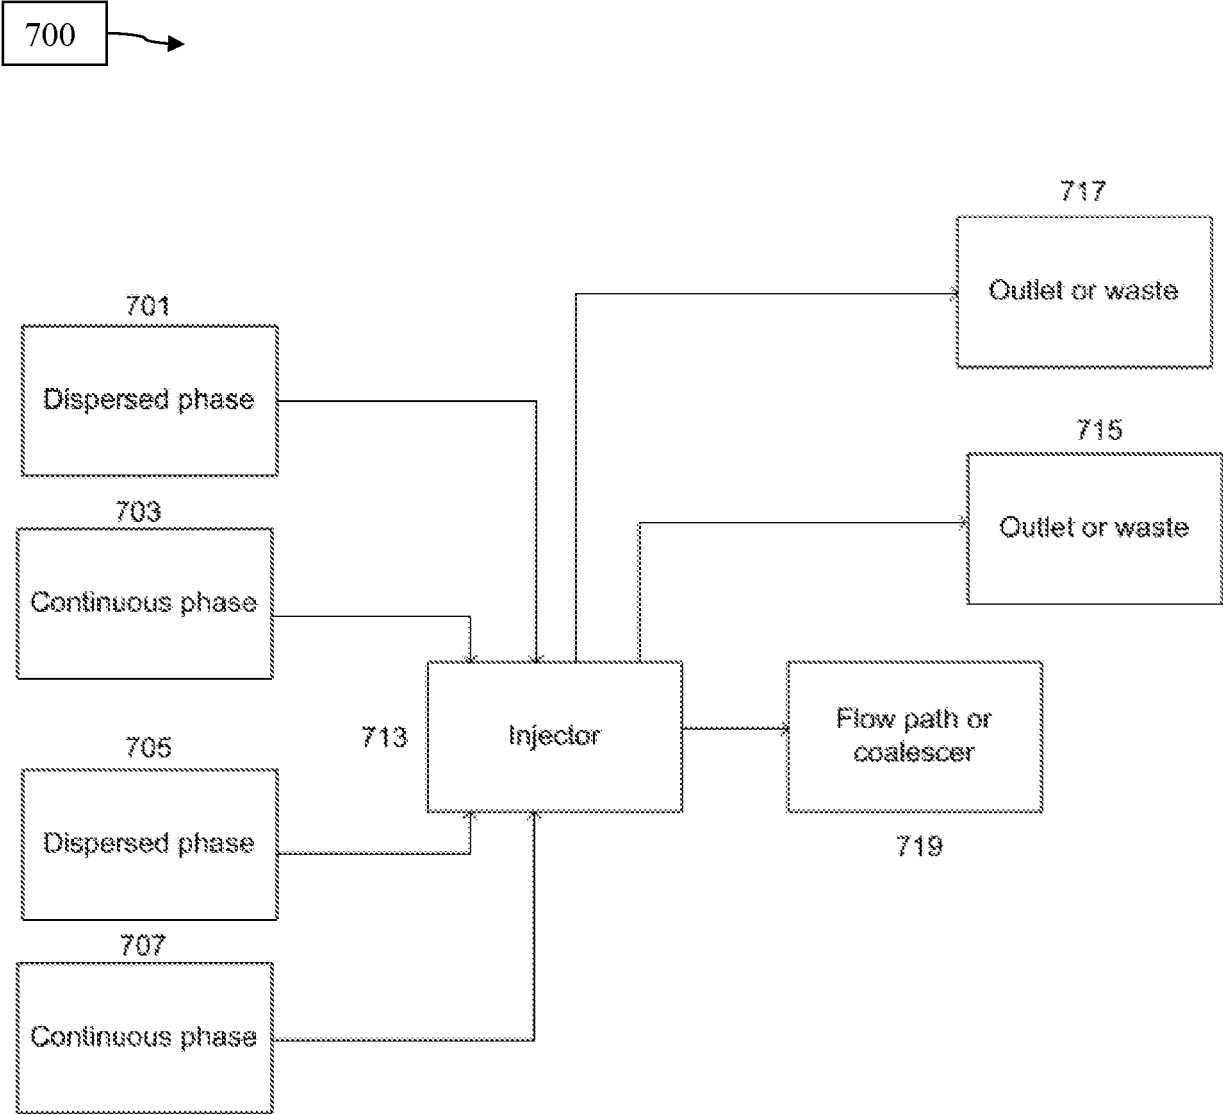 700
717
Outlet or waste
701
Dispersed phase
715
Outlet or waste
703
Continuous phase
713
Injector
Flow path or
coalescer
719
705
Dispersed phase
707
Continuous phase